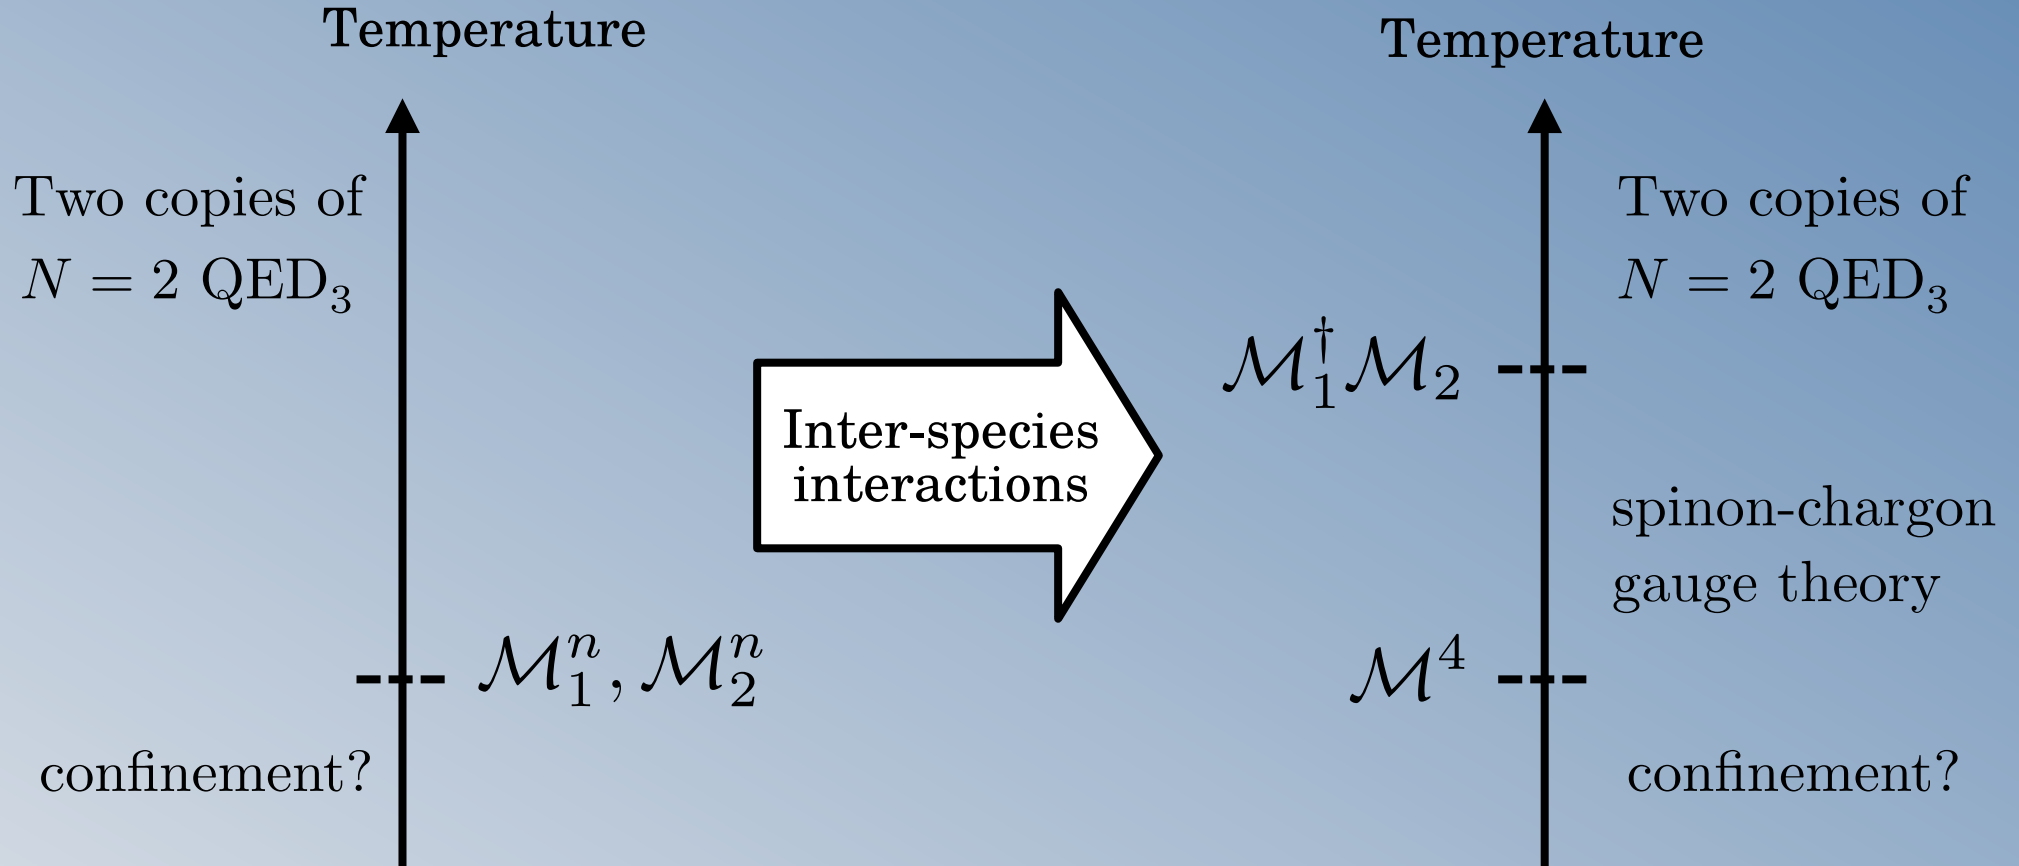 Temperature
Two copies of
N = 2 QED₃
ℳ₁ⁿ, ℳ₂ⁿ
confinement?
Inter-species
interactions
Temperature
Two copies of
N = 2 QED₃
ℳ₁†ℳ₂
spinon-chargon
gauge theory
ℳ⁴
confinement?